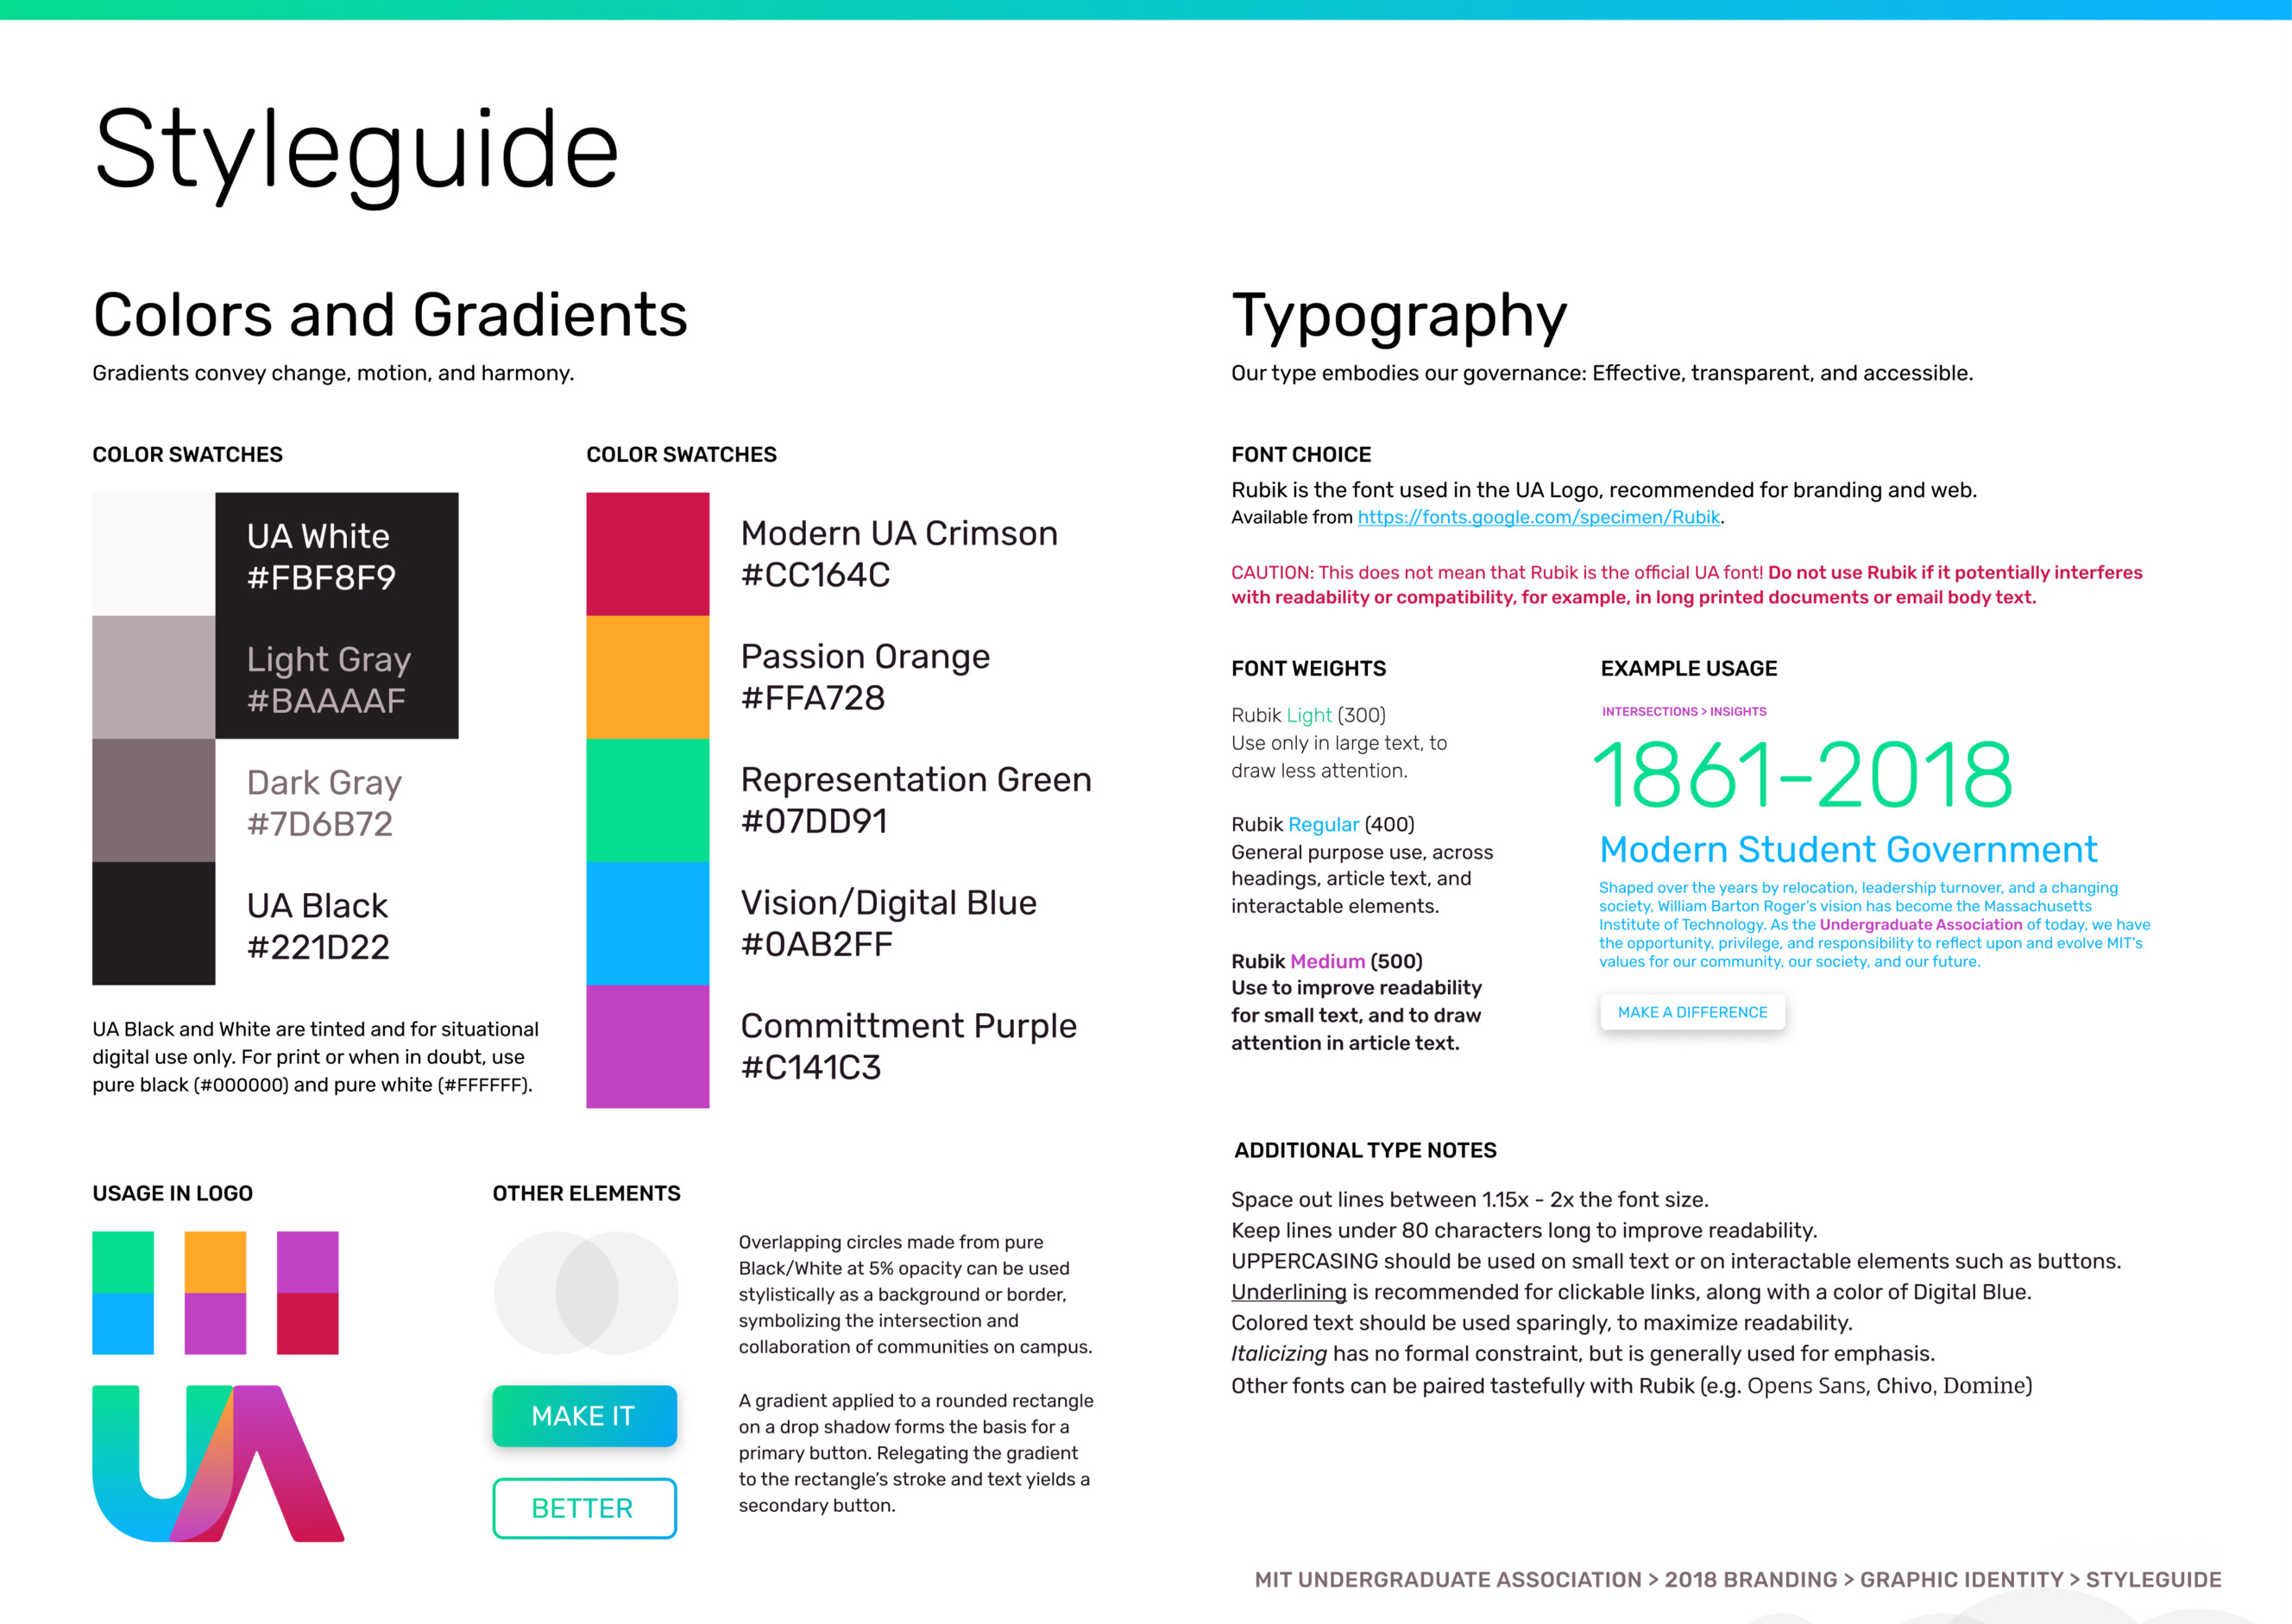 Styleguide
Colors and Gradients
Gradients convey change, motion, and harmony.
COLOR SWATCHES
UA White
#FBF8F9
Light Gray
#BAAAAF
Dark Gray
#7D6B72
UA Black
#221D22
UA Black and White are tinted and for situational
digital use only. For print or when in doubt, use
pure black (#000000) and pure white (#FFFFFF).
COLOR SWATCHES
Modern UA Crimson
#CC164C
Passion Orange
#FFA728
Representation Green
#07DD91
Vision/Digital Blue
#0AB2FF
Committment Purple
#C141C3
USAGE IN LOGO
UA
OTHER ELEMENTS
Overlapping circles made from pure
Black/White at 5% opacity can be used
stylistically as a background or border,
symbolizing the intersection and
collaboration of communities on campus.
MAKE IT
BETTER
A gradient applied to a rounded rectangle
on a drop shadow forms the basis for a
primary button. Relegating the gradient
to the rectangle's stroke and text yields a
secondary button.
Typography
Our type embodies our governance: Effective, transparent, and accessible.
FONT CHOICE
Rubik is the font used in the UA Logo, recommended for branding and web.
Available from https://fonts.google.com/specimen/Rubik.
CAUTION: This does not mean that Rubik is the official UA font! Do not use Rubik if it potentially interferes
with readability or compatibility, for example, in long printed documents or email body text.
FONT WEIGHTS
Rubik Light (300)
Use only in large text, to
draw less attention.
Rubik Regular (400)
General purpose use, across
headings, article text, and
interactable elements.
Rubik Medium (500)
Use to improve readability
for small text, and to draw
attention in article text.
EXAMPLE USAGE
INTERSECTIONS > INSIGHTS
1861–2018
Modern Student Government
Shaped over the years by relocation, leadership turnover, and a changing
society, William Barton Roger's vision has become the Massachusetts
Institute of Technology. As the Undergraduate Association of today, we have
the opportunity, privilege, and responsibility to reflect upon and evolve MIT's
values for our community, our society, and our future.
MAKE A DIFFERENCE
ADDITIONAL TYPE NOTES
Space out lines between 1.15x - 2x the font size.
Keep lines under 80 characters long to improve readability.
UPPERCASING should be used on small text or on interactable elements such as buttons.
Underlining is recommended for clickable links, along with a color of Digital Blue.
Colored text should be used sparingly, to maximize readability.
Italicizing has no formal constraint, but is generally used for emphasis.
Other fonts can be paired tastefully with Rubik (e.g. Opens Sans, Chivo, Domine)
MIT UNDERGRADUATE ASSOCIATION > 2018 BRANDING > GRAPHIC IDENTITY > STYLEGUIDE